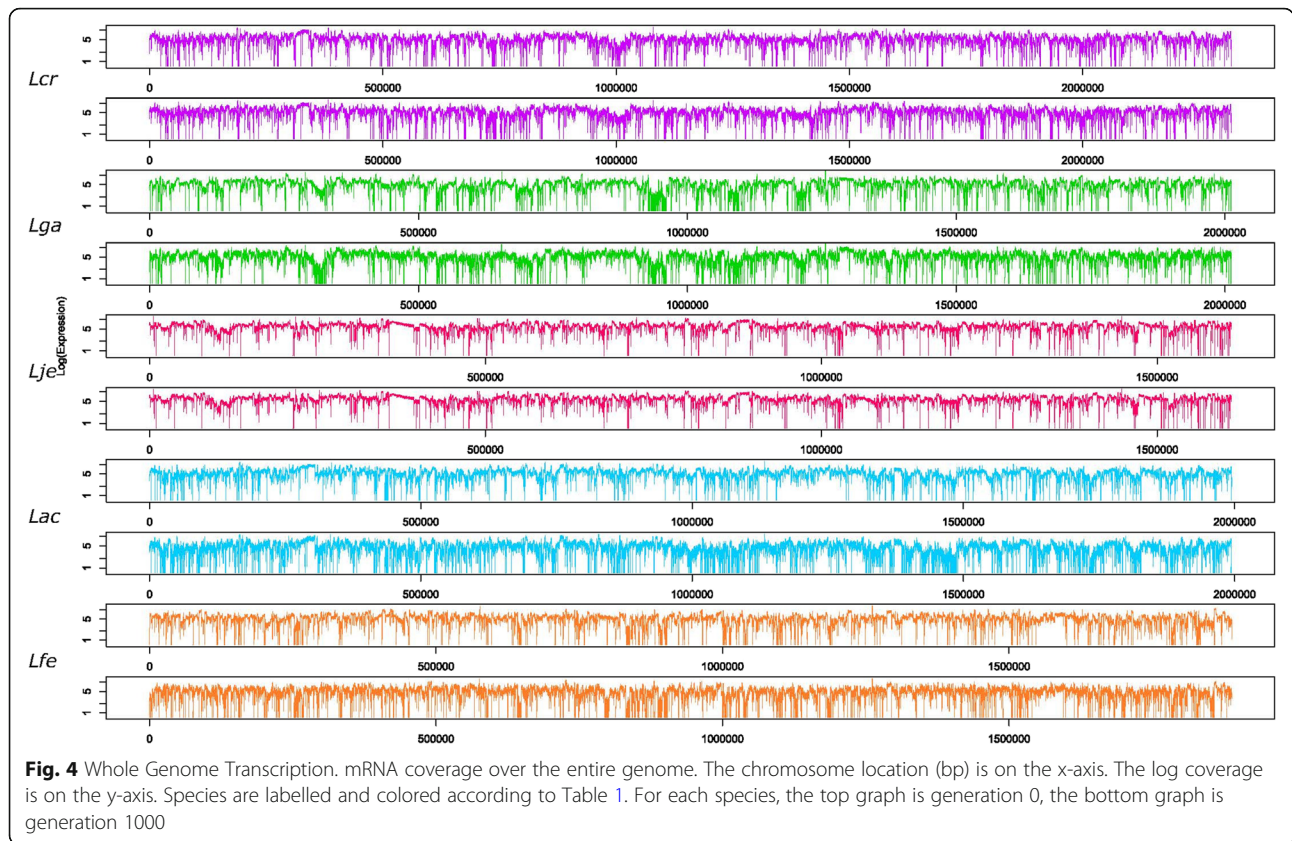 5
1
0 500000 1000000 1500000 2000000
Lcr
5
1
0 500000 1000000 1500000 2000000
5
1
0 500000 1000000 1500000 2000000
Lga
5
1
0 500000 1000000 1500000 2000000
Log(Expression)
5
1
0 500000 1000000 1500000
Lje
5
1
0 500000 1000000 1500000
5
1
0 500000 1000000 1500000 2000000
Lac
5
1
0 500000 1000000 1500000 2000000
5
1
0 500000 1000000 1500000
Lfe
5
1
0 500000 1000000 1500000
Fig. 4 Whole Genome Transcription. mRNA coverage over the entire genome. The chromosome location (bp) is on the x-axis. The log coverage
is on the y-axis. Species are labelled and colored according to Table 1. For each species, the top graph is generation 0, the bottom graph is
generation 1000